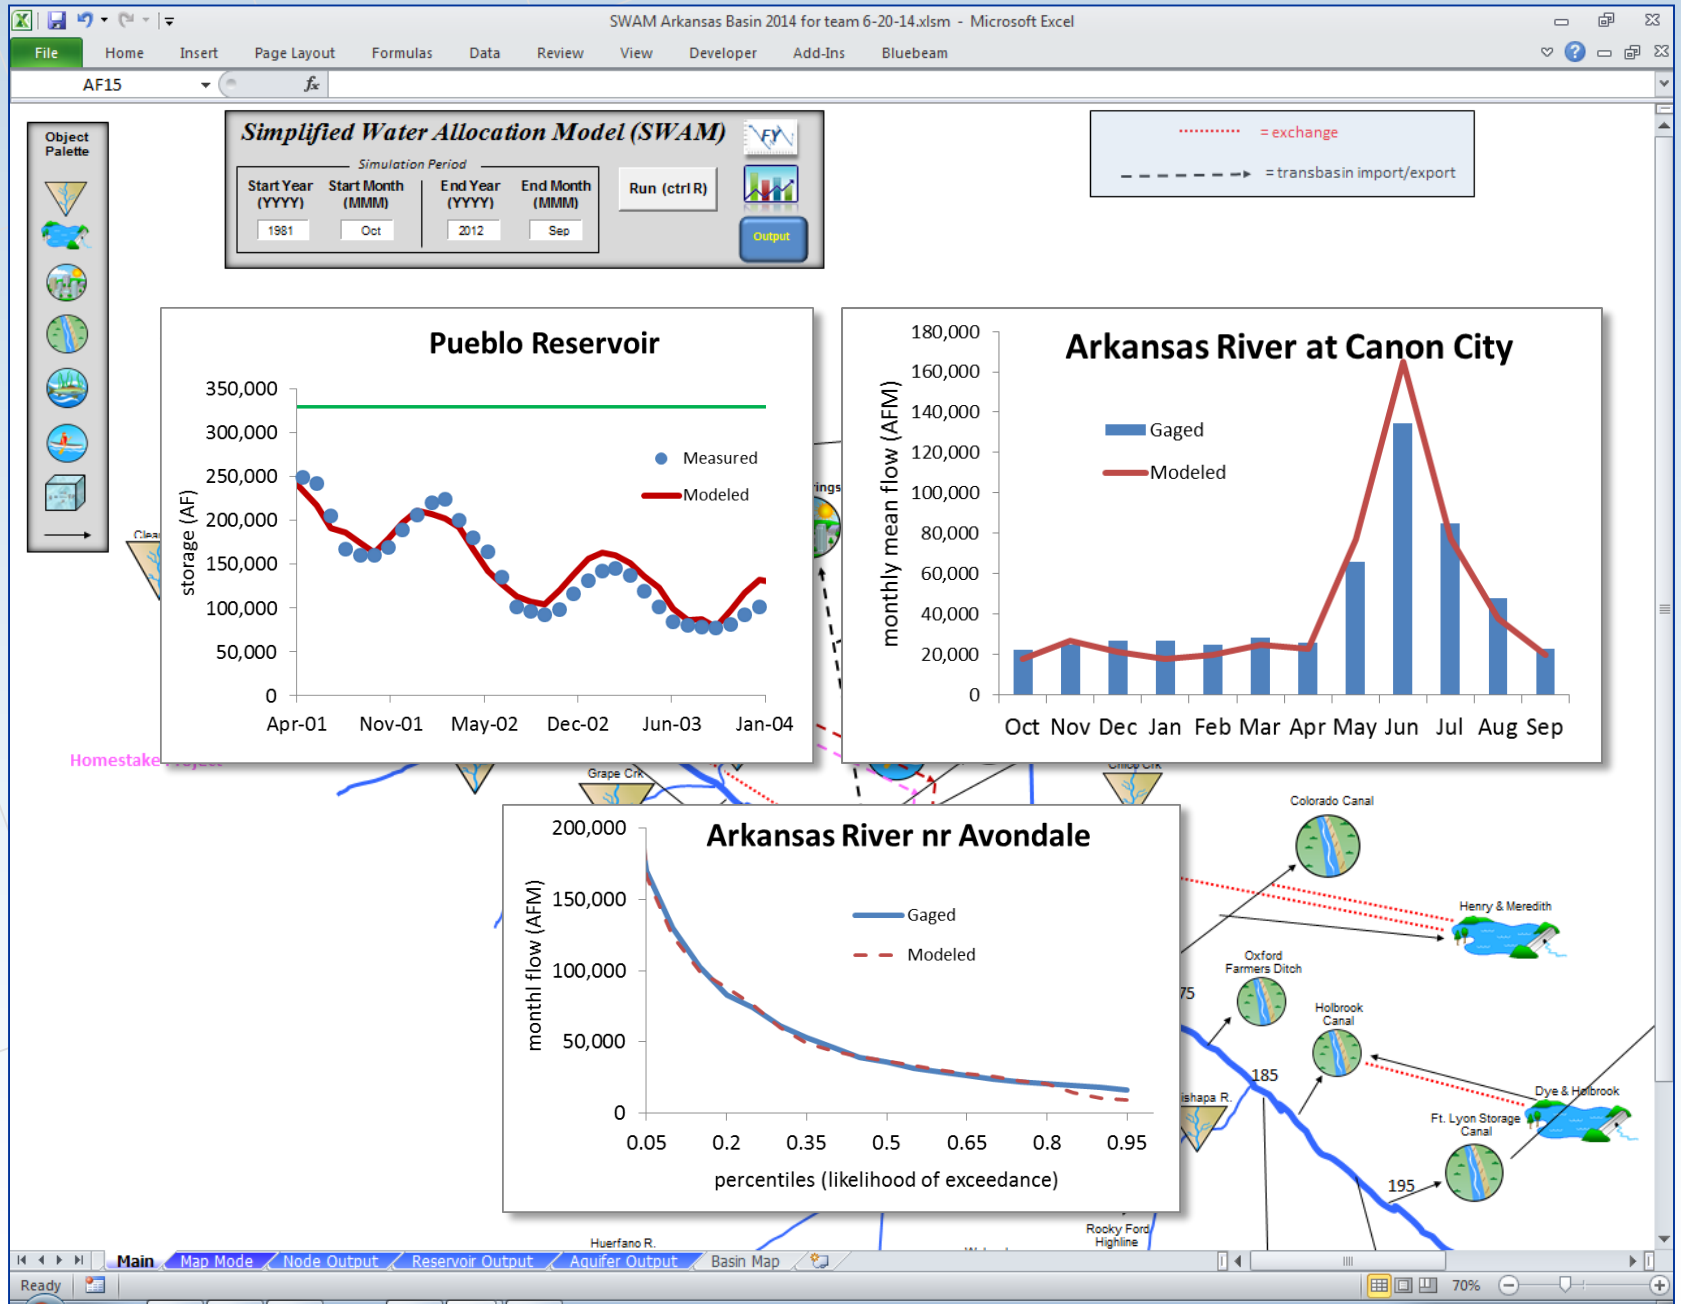 SWAM Arkansas Basin 2014 for team 6-20-14.xlsm - Microsoft Excel
File Home Insert Page Layout Formulas Data Review View Developer Add-Ins Bluebeam
AF15 fx
Object
Palette
Simplified Water Allocation Model (SWAM)
Simulation Period
Start Year Start Month End Year End Month
(YYYY) (MMM) (YYYY) (MMM)
1981 Oct 2012 Sep
Run (ctrl R)
FY
Output
= exchange
= transbasin import/export
Pueblo Reservoir
350,000
300,000
250,000
200,000
150,000
100,000
50,000
0
storage (AF)
Measured
Modeled
Apr-01 Nov-01 May-02 Dec-02 Jun-03 Jan-04
Arkansas River at Canon City
180,000
160,000
140,000
120,000
100,000
80,000
60,000
40,000
20,000
0
monthly mean flow (AFM)
Gaged
Modeled
Oct Nov Dec Jan Feb Mar Apr May Jun Jul Aug Sep
Clea
rings
Homestake Project
Grape Crk
Chico Crk
Arkansas River nr Avondale
200,000
150,000
100,000
50,000
0
monthl flow (AFM)
Gaged
Modeled
0.05 0.2 0.35 0.5 0.65 0.8 0.95
percentiles (likelihood of exceedance)
Colorado Canal
Henry & Meredith
Oxford
Farmers Ditch
75
Holbrook
Canal
185
ishapa R.
Dye & Holbrook
Ft. Lyon Storage
Canal
195
Rocky Ford
Highline
Huerfano R.
Main Map Mode Node Output Reservoir Output Aquifer Output Basin Map
Ready 70%